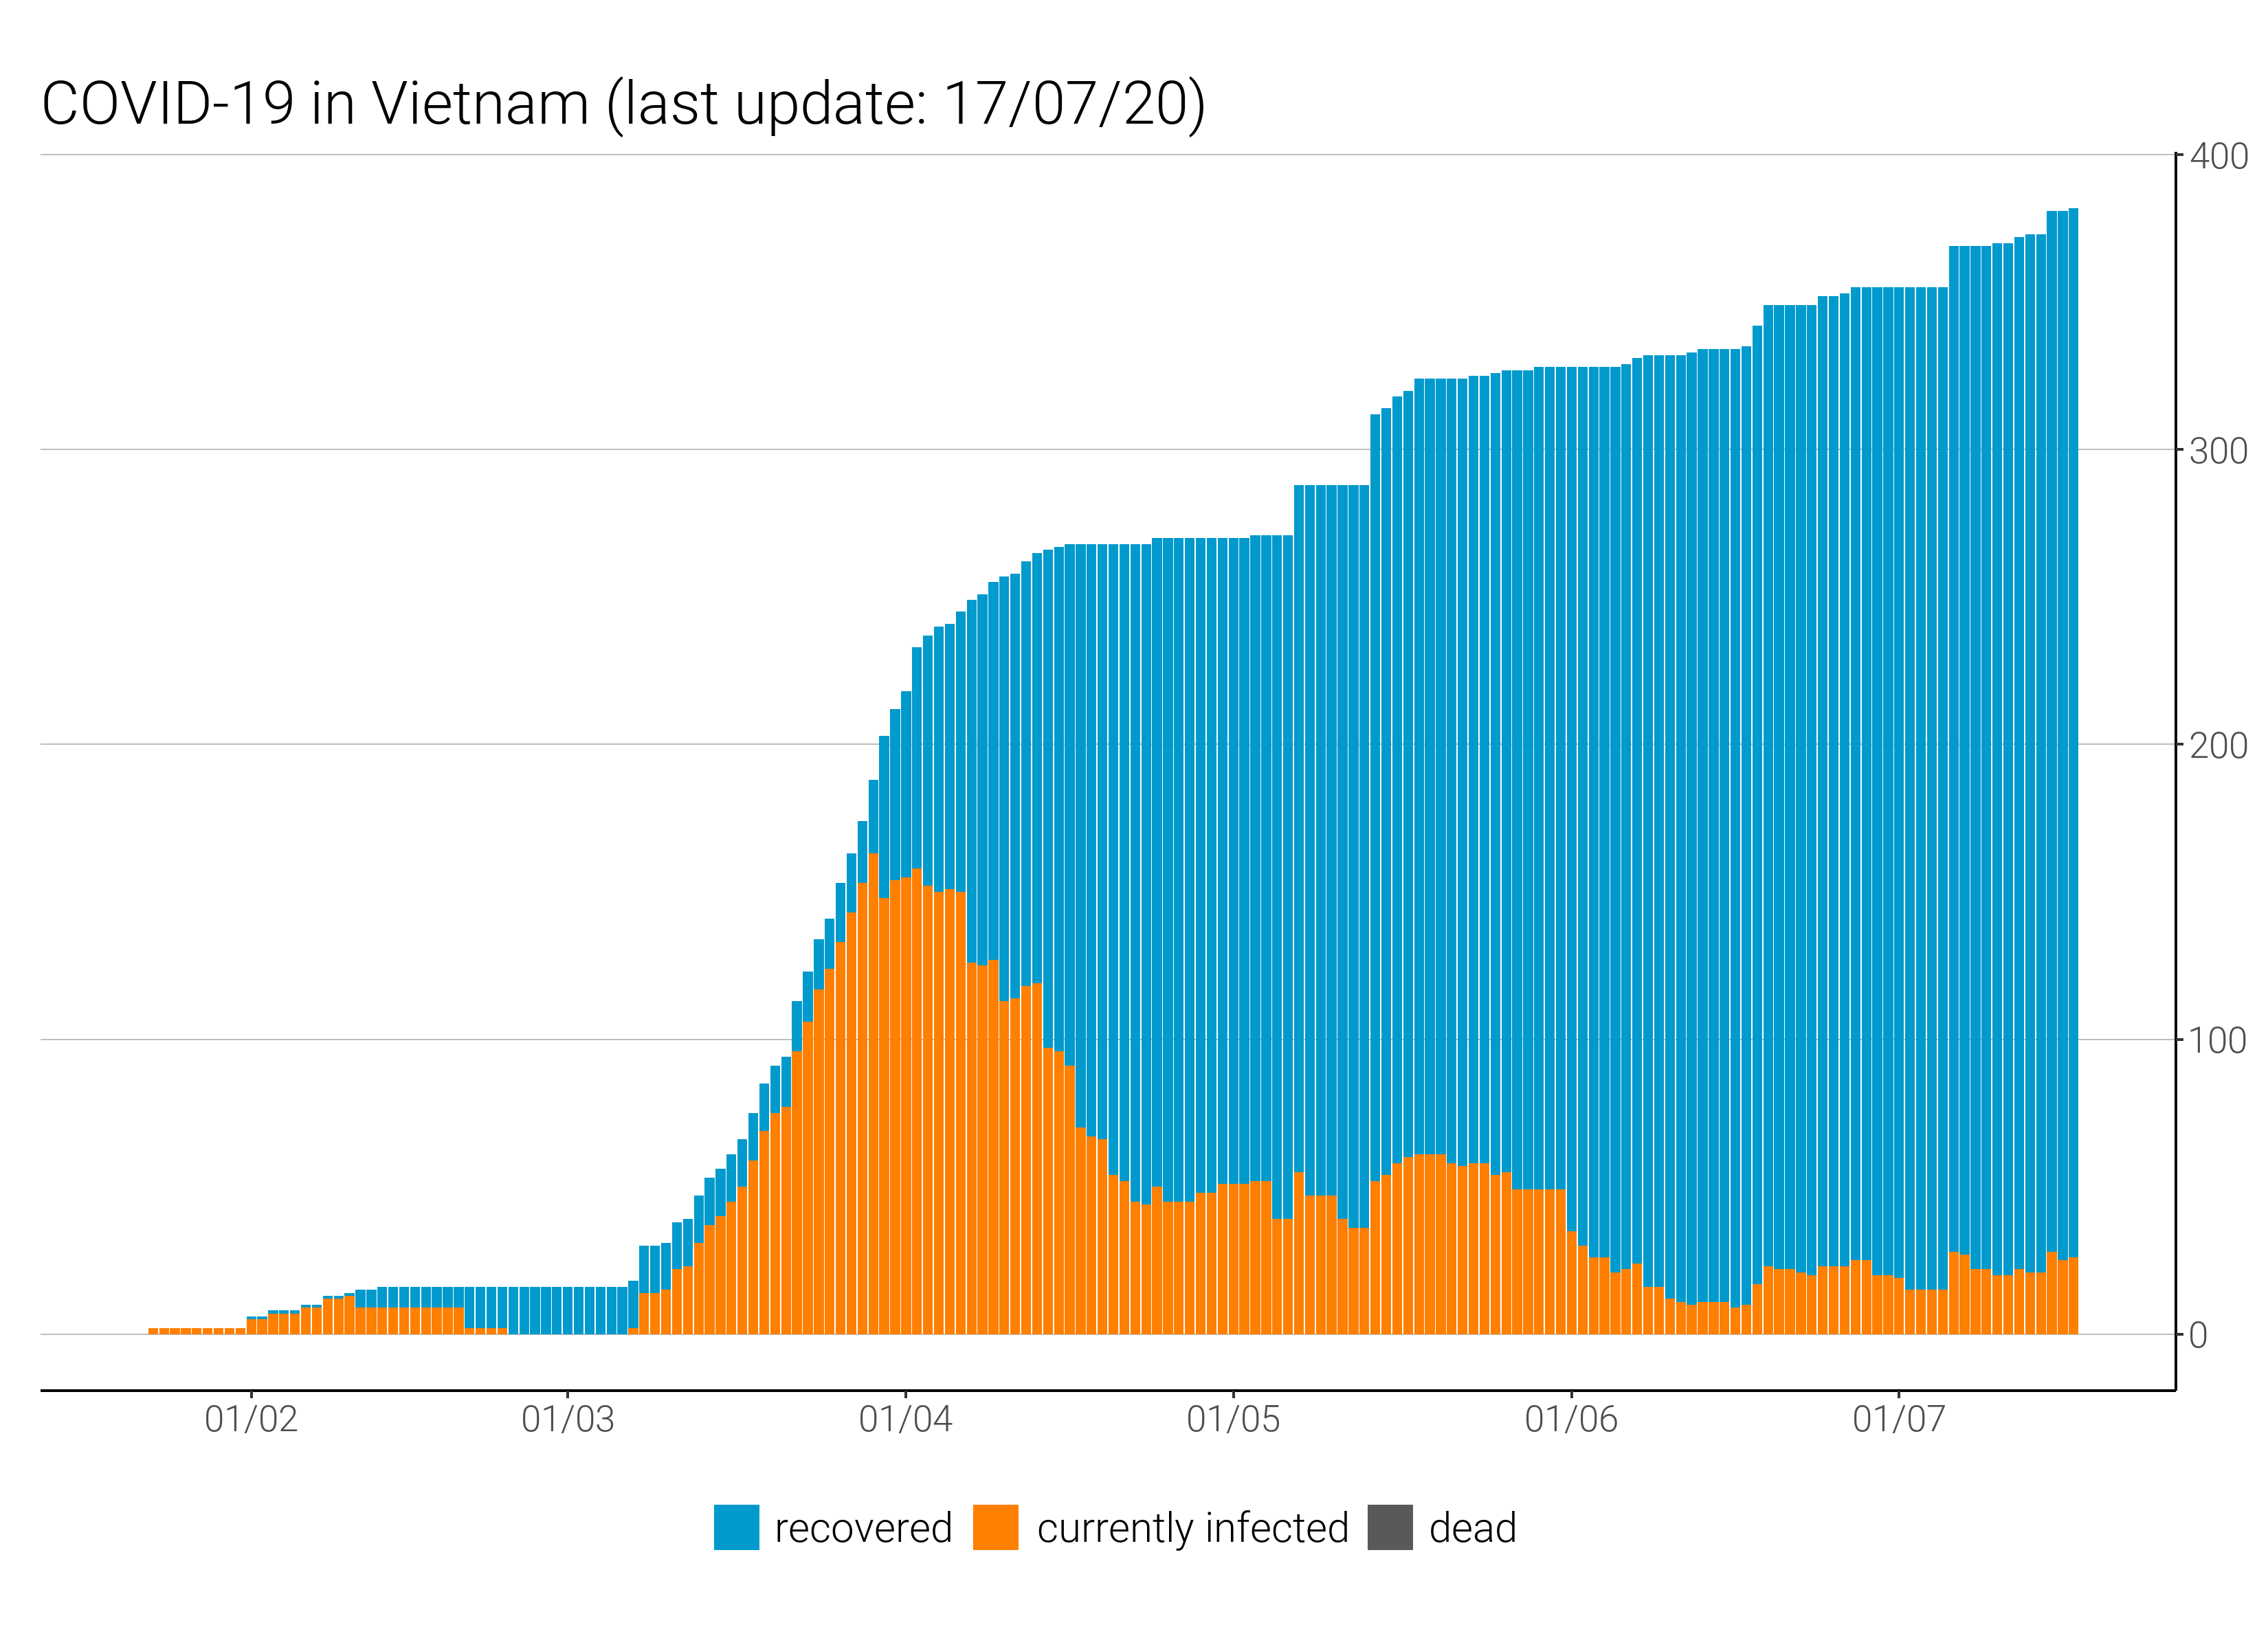 COVID-19 in Vietnam (last update: 17/07/20)
400
300
200
100
0
01/02 01/03 01/04 01/05 01/06 01/07
recovered currently infected dead